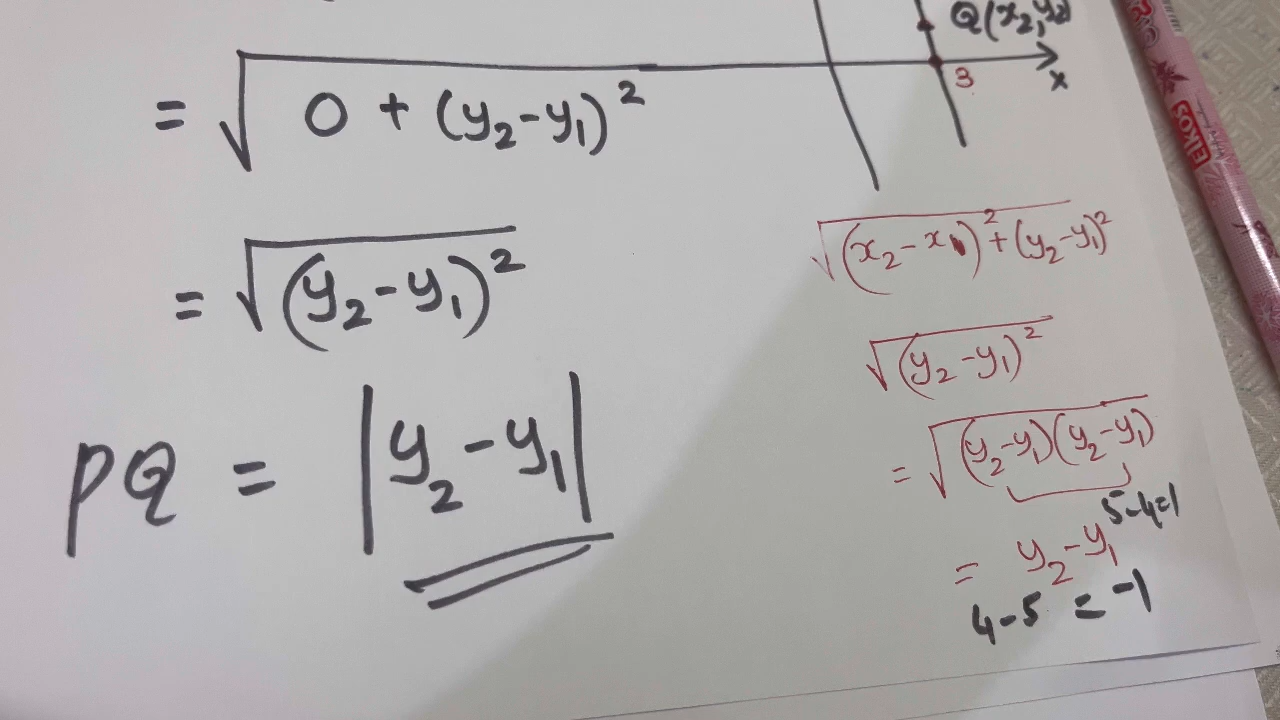 Q(x₂,y₂)
x
3
= √(0 + (y₂-y₁)²)
= √((y₂-y₁)²)
PQ = |y₂-y₁|
√((x₂-x₁)²+(y₂-y₁)²)
√((y₂-y₁)²)
= √((y₂-y₁)(y₂-y₁))
5-4=1
= y₂-y₁
4-5 = -1
ELKOS